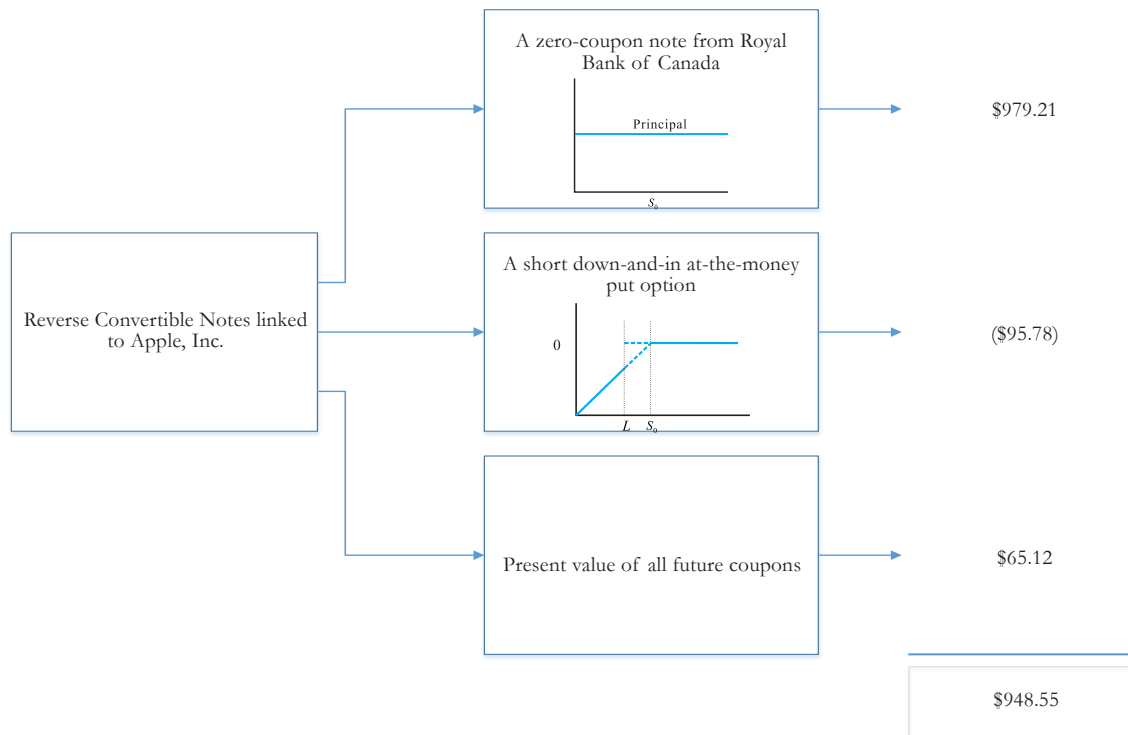 A zero-coupon note from Royal
Bank of Canada
Principal
S₀
$979.21
Reverse Convertible Notes linked
to Apple, Inc.
A short down-and-in at-the-money
put option
0
L S₀
($95.78)
Present value of all future coupons
$65.12
$948.55